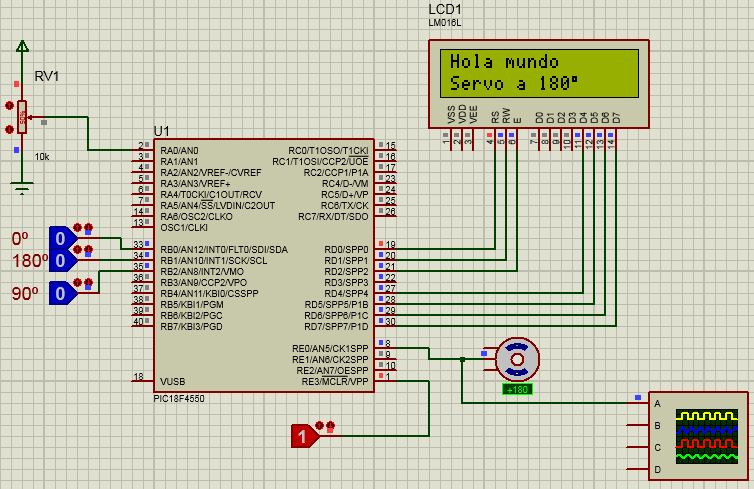 LCD1
LM016L
Hola mundo
Servo a 180°
VSS
VDD
VEE
RS
RW
E
D0
D1
D2
D3
D4
D5
D6
D7
1
2
3
4
5
6
7
8
9
10
11
12
13
14
RV1
50%
10k
U1
2 RA0/AN0 RC0/T1OSO/T1CKI 15
3 RA1/AN1 RC1/T1OSI/CCP2/UOE 16
4 RA2/AN2/VREF-/CVREF RC2/CCP1/P1A 17
5 RA3/AN3/VREF+ RC4/D-/VM 23
6 RA4/T0CKI/C1OUT/RCV RC5/D+/VP 24
7 RA5/AN4/SS/LVDIN/C2OUT RC6/TX/CK 25
14 RA6/OSC2/CLKO RC7/RX/DT/SDO 26
13 OSC1/CLKI
0º 0 33 RB0/AN12/INT0/FLT0/SDI/SDA RD0/SPP0 19
180º 0 34 RB1/AN10/INT1/SCK/SCL RD1/SPP1 20
35 RB2/AN8/INT2/VMO RD2/SPP2 21
36 RB3/AN9/CCP2/VPO RD3/SPP3 22
90º 0 37 RB4/AN11/KBI0/CSSPP RD4/SPP4 27
38 RB5/KBI1/PGM RD5/SPP5/P1B 28
39 RB6/KBI2/PGC RD6/SPP6/P1C 29
40 RB7/KBI3/PGD RD7/SPP7/P1D 30
RE0/AN5/CK1SPP 8
RE1/AN6/CK2SPP 9
RE2/AN7/OESPP 10
18 VUSB RE3/MCLR/VPP 1
PIC18F4550
+180
1
A
B
C
D